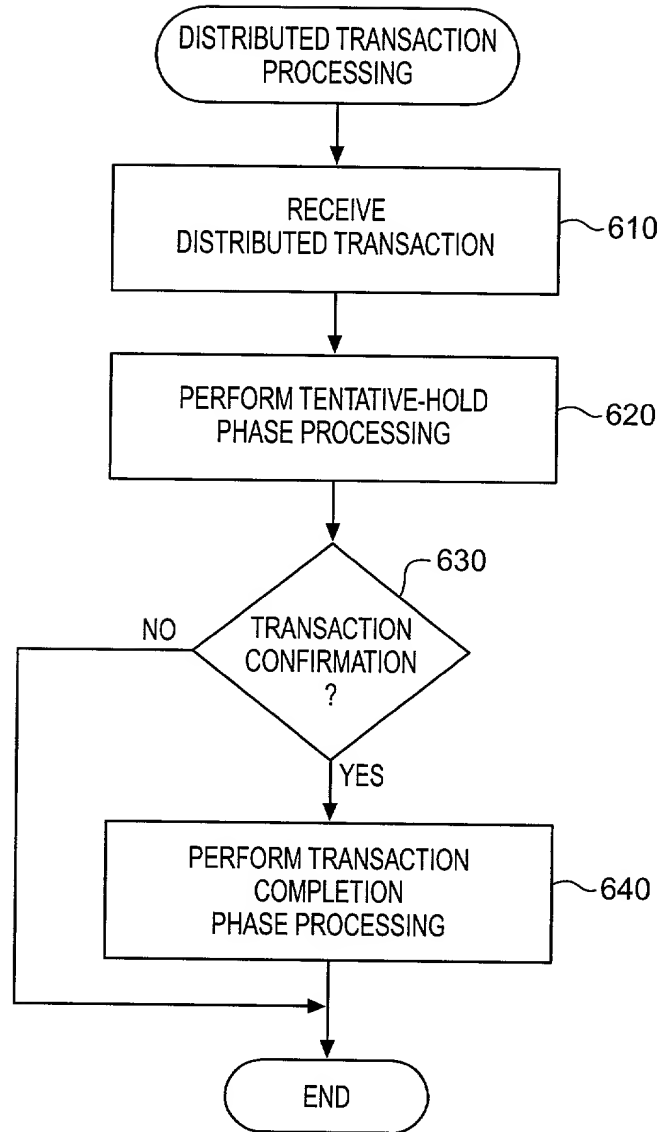 DISTRIBUTED TRANSACTION
PROCESSING
RECEIVE
DISTRIBUTED TRANSACTION
610
PERFORM TENTATIVE-HOLD
PHASE PROCESSING
620
630
NO
TRANSACTION
CONFIRMATION
?
YES
PERFORM TRANSACTION
COMPLETION
PHASE PROCESSING
640
END